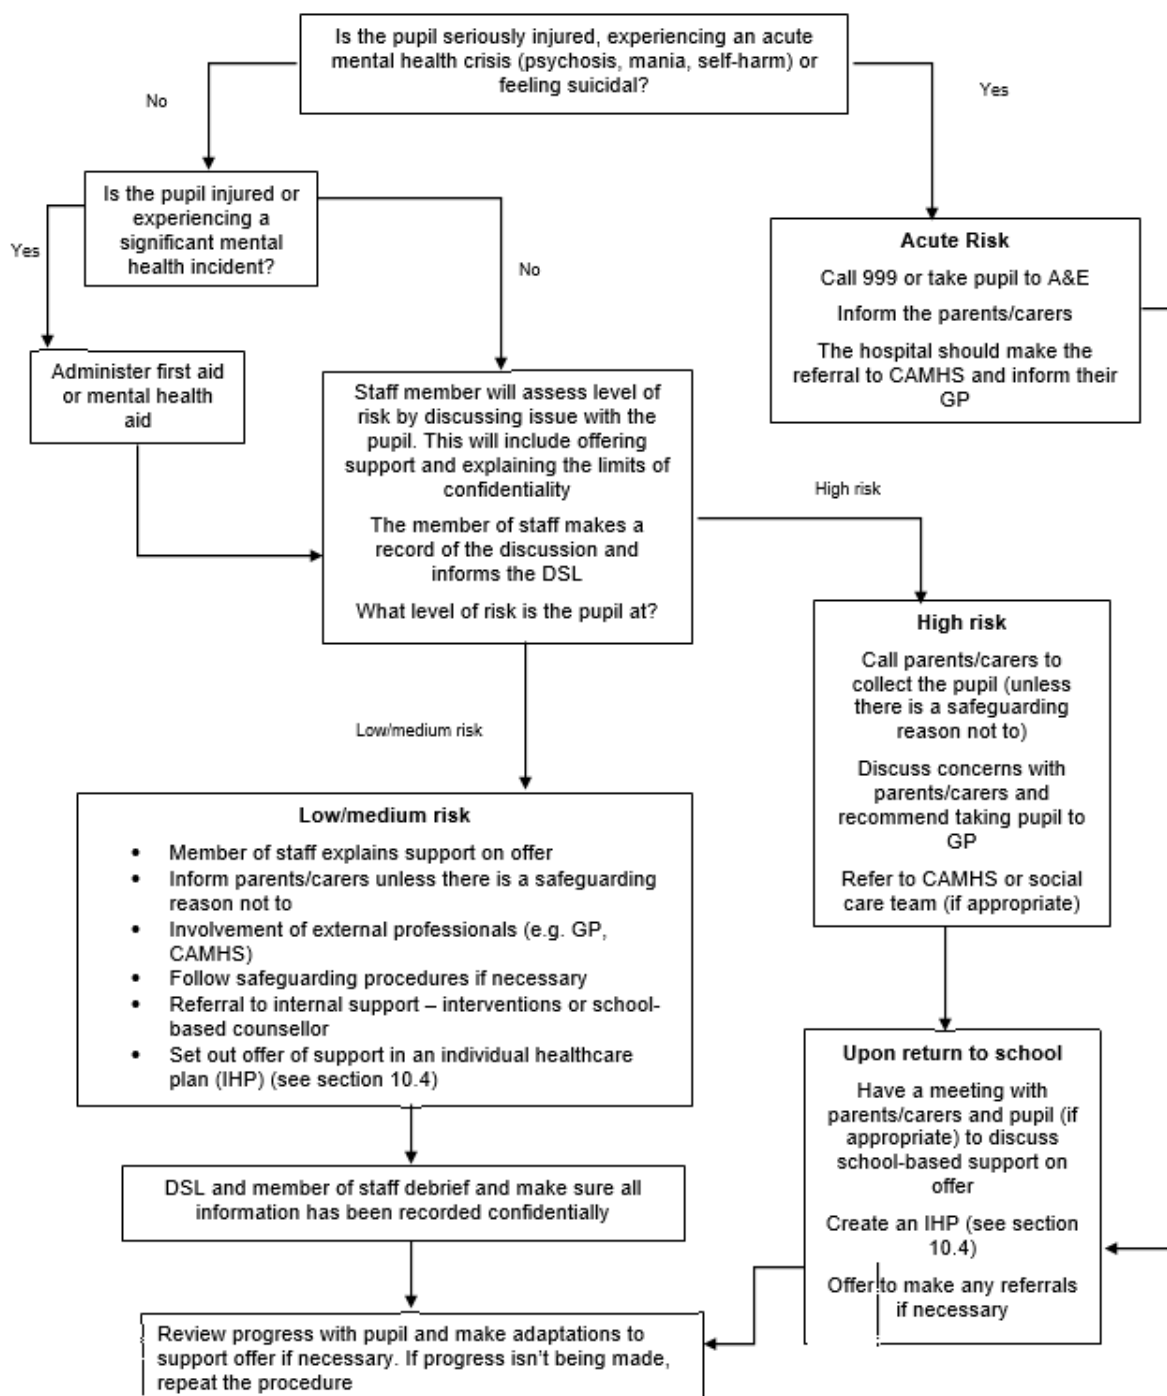 Is the pupil seriously injured, experiencing an acute
mental health crisis (psychosis, mania, self-harm) or
feeling suicidal?
No
Yes
Is the pupil injured or
experiencing a
significant mental
health incident?
Yes
No
Acute Risk
Call 999 or take pupil to A&E
Inform the parents/carers
The hospital should make the
referral to CAMHS and inform their
GP
Administer first aid
or mental health
aid
Staff member will assess level of
risk by discussing issue with the
pupil. This will include offering
support and explaining the limits of
confidentiality
The member of staff makes a
record of the discussion and
informs the DSL
What level of risk is the pupil at?
High risk
High risk
Call parents/carers to
collect the pupil (unless
there is a safeguarding
reason not to)
Discuss concerns with
parents/carers and
recommend taking pupil to
GP
Refer to CAMHS or social
care team (if appropriate)
Low/medium risk
Low/medium risk
• Member of staff explains support on offer
• Inform parents/carers unless there is a safeguarding
reason not to
• Involvement of external professionals (e.g. GP,
CAMHS)
• Follow safeguarding procedures if necessary
• Referral to internal support – interventions or school-
based counsellor
• Set out offer of support in an individual healthcare
plan (IHP) (see section 10.4)
Upon return to school
Have a meeting with
parents/carers and pupil (if
appropriate) to discuss
school-based support on
offer
Create an IHP (see section
10.4)
Offer to make any referrals
if necessary
DSL and member of staff debrief and make sure all
information has been recorded confidentially
Review progress with pupil and make adaptations to
support offer if necessary. If progress isn't being made,
repeat the procedure